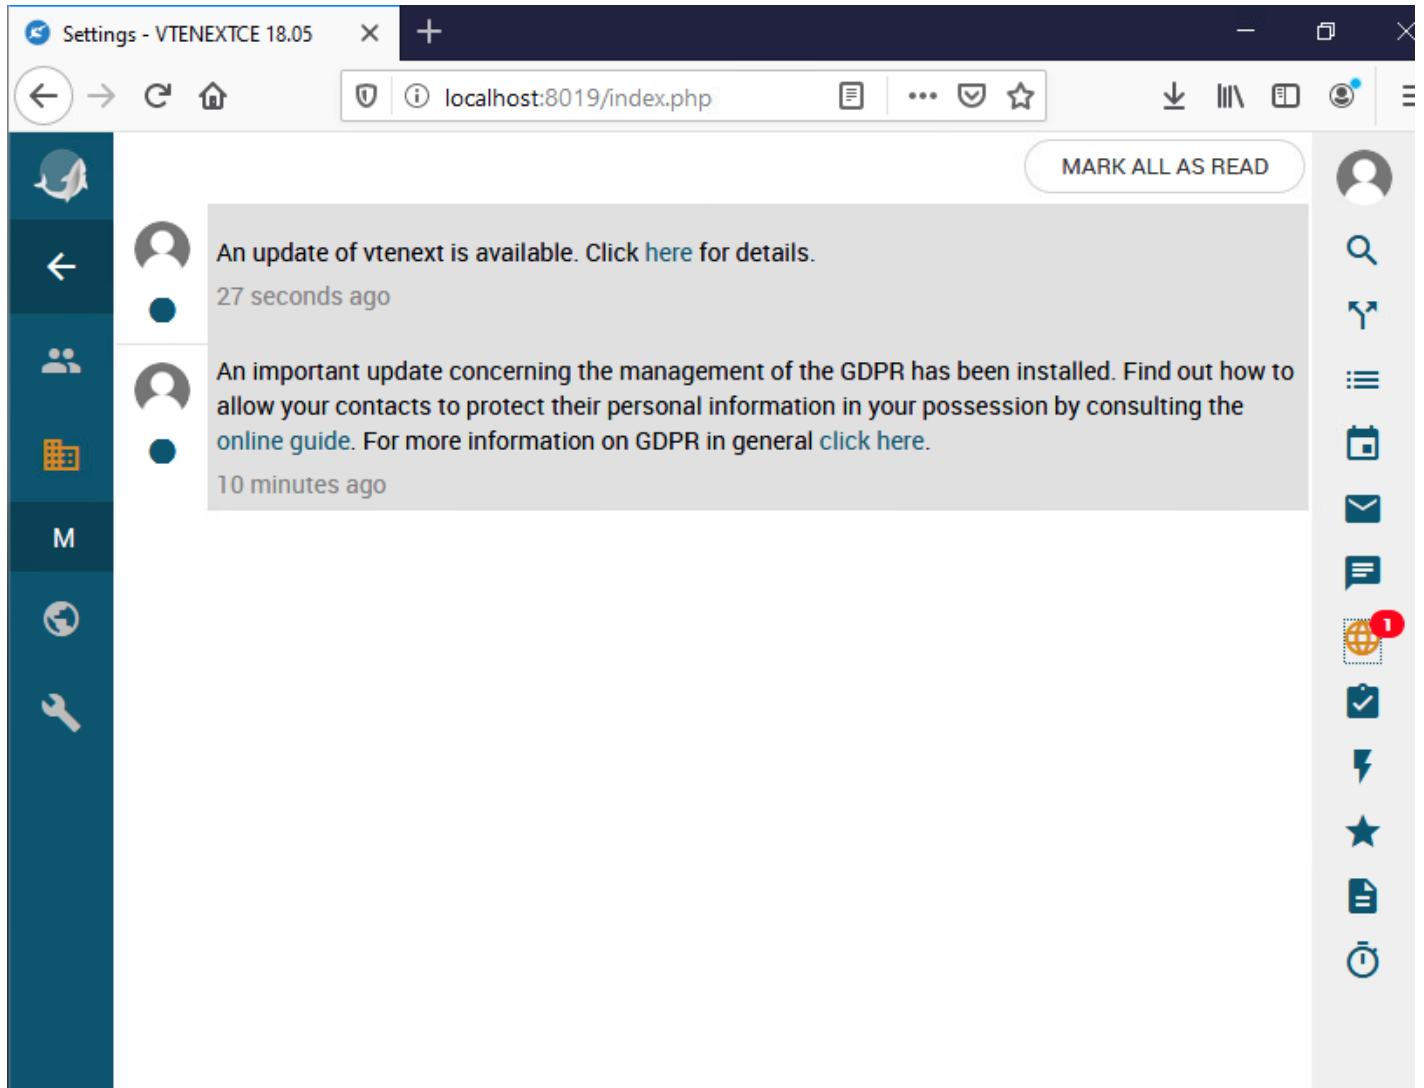 Settings - VTENEXTCE 18.05
localhost:8019/index.php
MARK ALL AS READ
An update of vtenext is available. Click here for details.
27 seconds ago
An important update concerning the management of the GDPR has been installed. Find out how to
allow your contacts to protect their personal information in your possession by consulting the
online guide. For more information on GDPR in general click here.
10 minutes ago
M
1